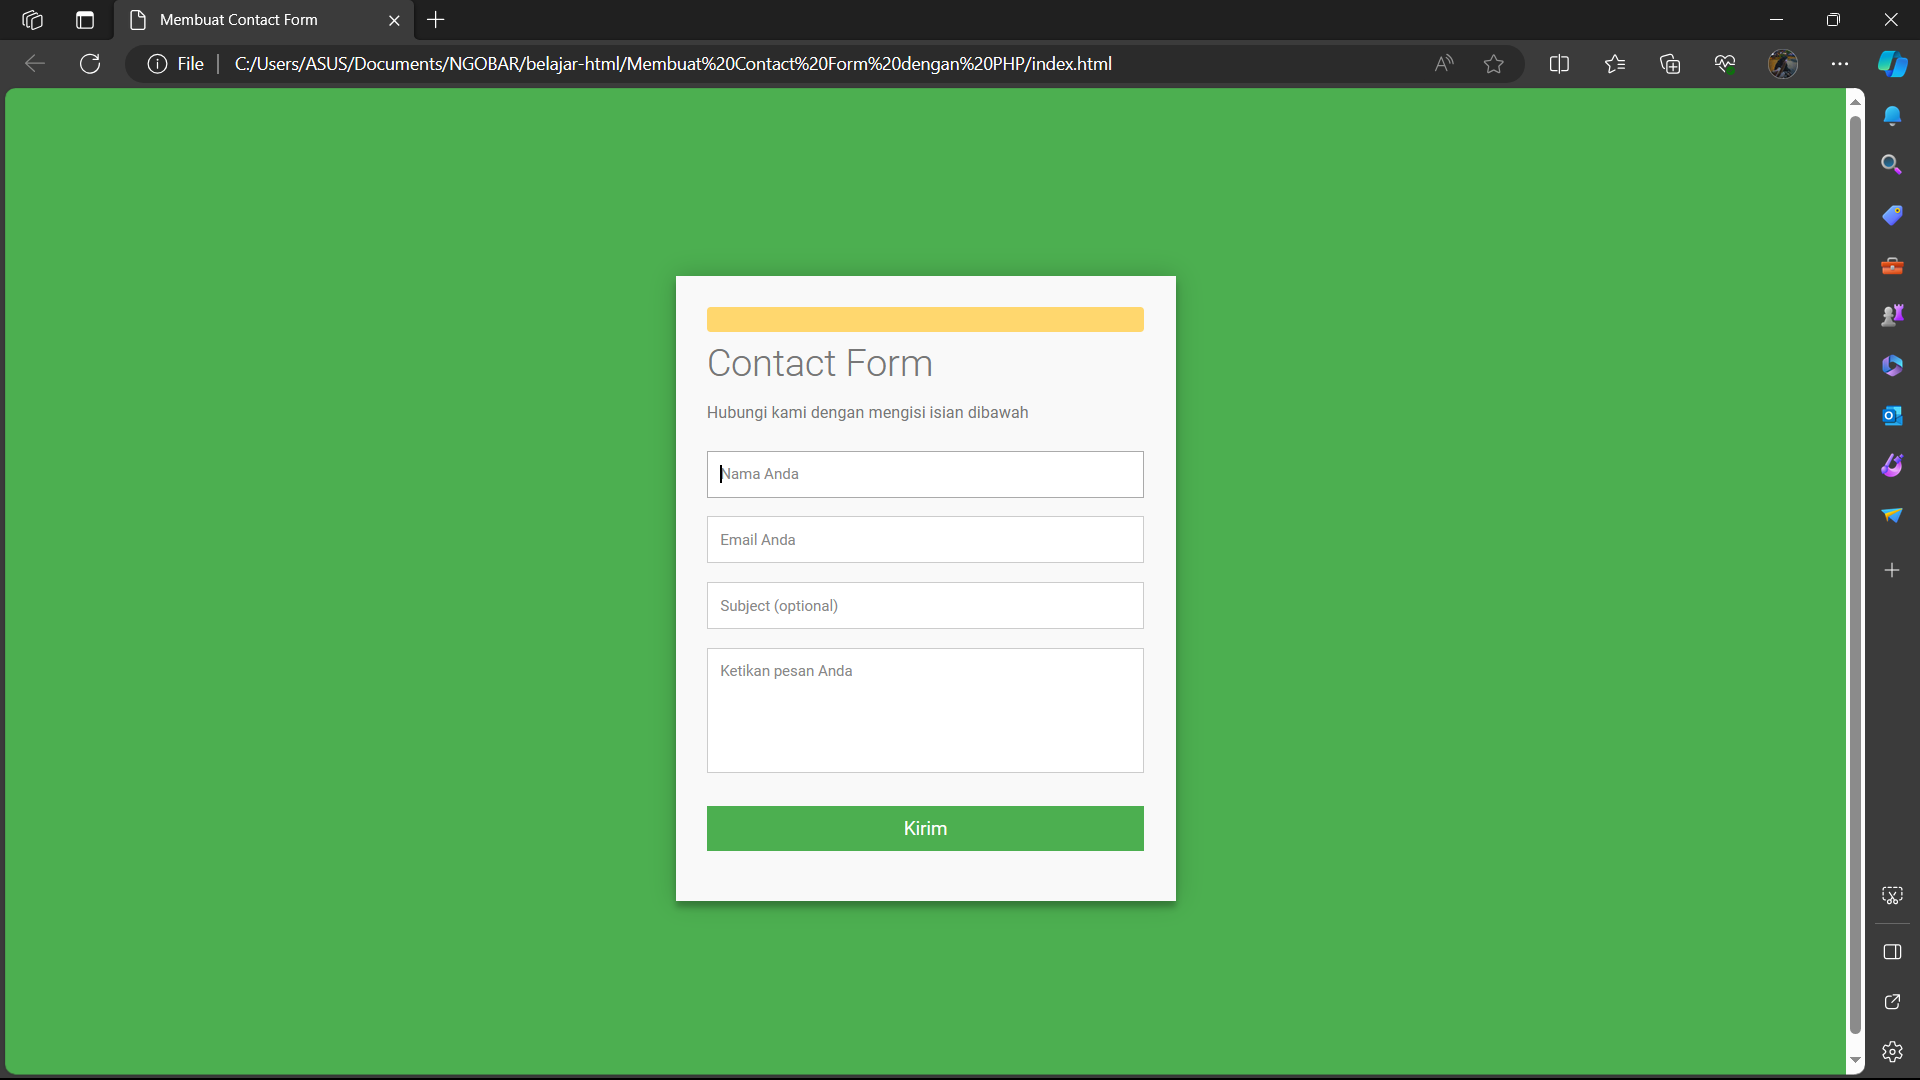 Membuat Contact Form
File
C:/Users/ASUS/Documents/NGOBAR/belajar-html/Membuat%20Contact%20Form%20dengan%20PHP/index.html
Contact Form
Hubungi kami dengan mengisi isian dibawah
Nama Anda
Email Anda
Subject (optional)
Ketikan pesan Anda
Kirim